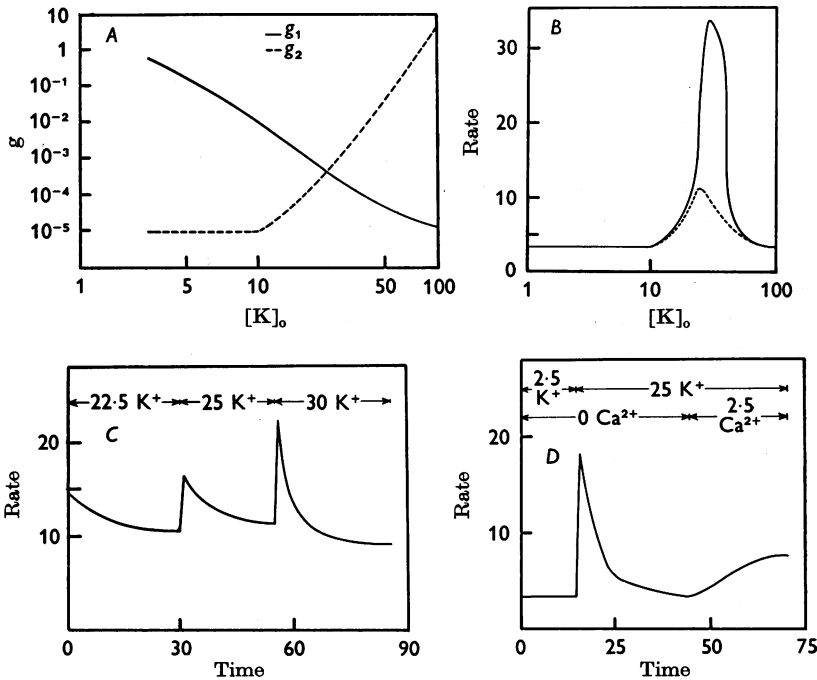 g
A
— g₁
--- g₂
1
10⁻¹
10⁻²
10⁻³
10⁻⁴
10⁻⁵
g
1 5 10 50 100
[K]ₒ
B
30
20
10
0
Rate
1 10 100
[K]ₒ
22·5 K⁺ 25 K⁺ 30 K⁺
C
20
10
Rate
0 30 60 90
Time
2·5 K⁺
25 K⁺
0 Ca²⁺
2·5 Ca²⁺
D
20
10
Rate
0 25 50 75
Time